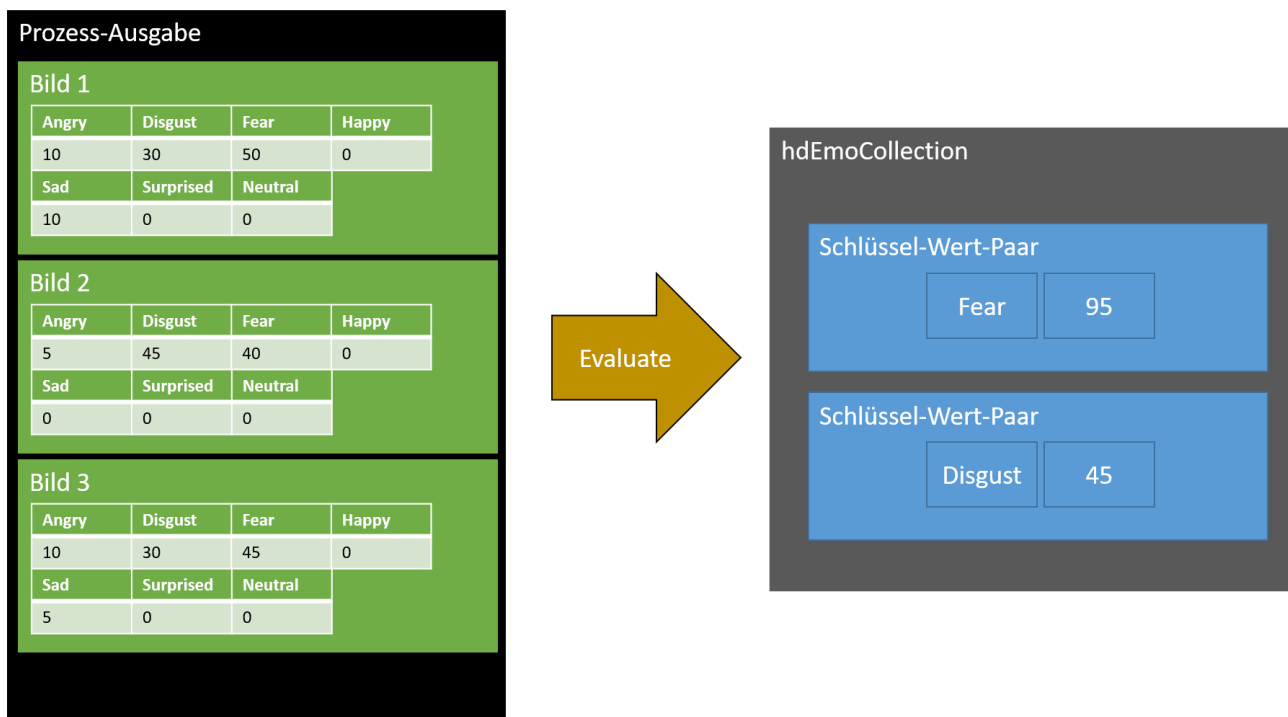 Prozess-Ausgabe
Bild 1
Angry Disgust Fear Happy
10 30 50 0
Sad Surprised Neutral
10 0 0
Bild 2
Angry Disgust Fear Happy
5 45 40 0
Sad Surprised Neutral
0 0 0
Bild 3
Angry Disgust Fear Happy
10 30 45 0
Sad Surprised Neutral
5 0 0
Evaluate
hdEmoCollection
Schlüssel-Wert-Paar
Fear 95
Schlüssel-Wert-Paar
Disgust 45